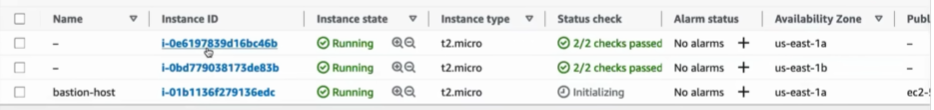 Name Instance ID Instance state Instance type Status check Alarm status Availability Zone Publ
– i-0e6197839d16bc46b Running t2.micro 2/2 checks passed No alarms + us-east-1a –
– i-0bd779038173de83b Running t2.micro 2/2 checks passed No alarms + us-east-1b –
bastion-host i-01b1136f279136edc Running t2.micro Initializing No alarms + us-east-1a ec2-